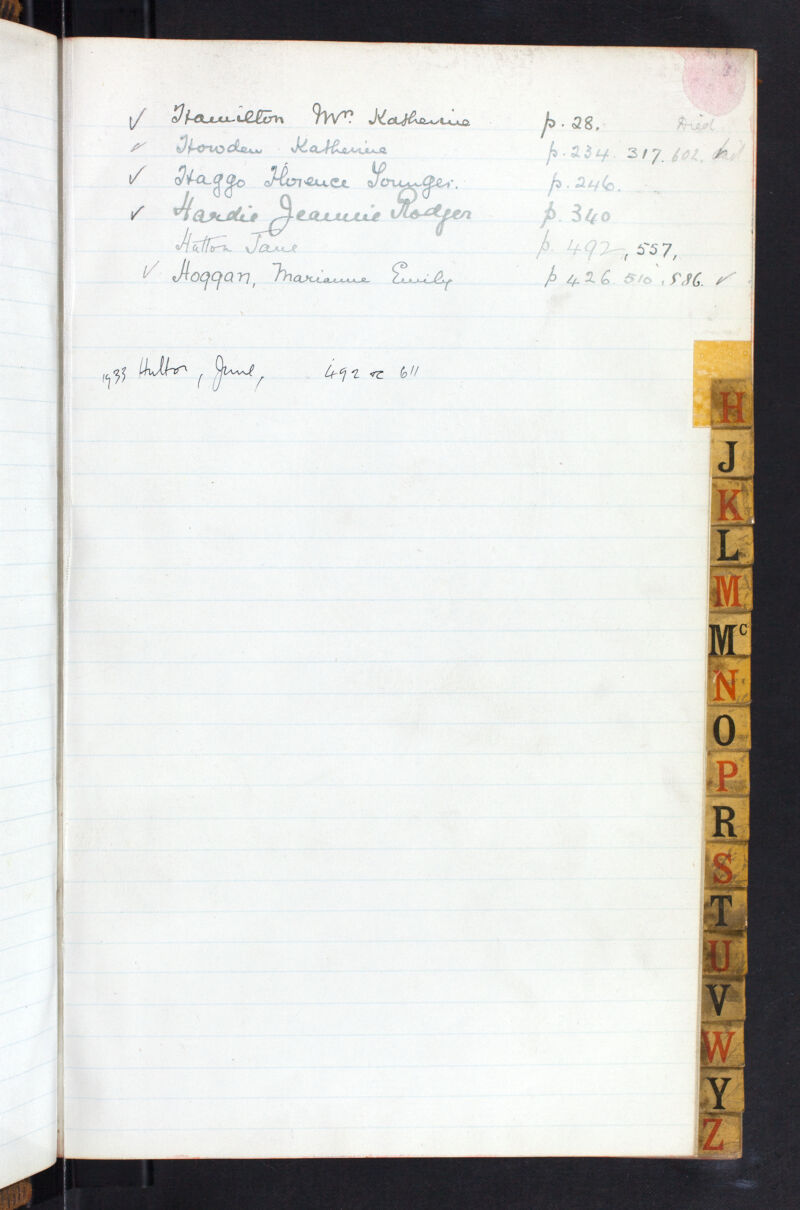 ✓ Hamilton Mrs. Katherine p. 28. Died
✓ Howden Katherine p. 234. 317. 602.
✓ Haggo Florence Younger. p. 246.
✓ Hardie Jeannie Rodger p. 340
Hutton Jane p. 492, 557,
✓ Hoggan, Marianne Emily p 426. 510, 586. ✓
1933 Hutton, Jane, 492 & 611
H
J
K
L
M
Mc
N
O
P
R
S
T
U
V
W
Y
Z